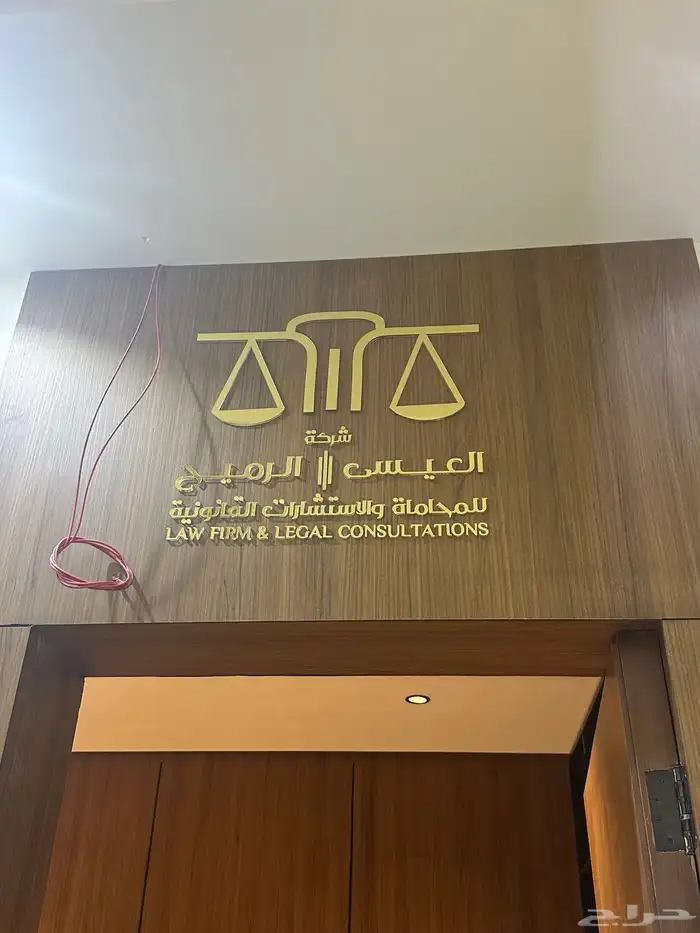 شركة
العيسى الرميح
للمحاماة والاستشارات القانونية
LAW FIRM & LEGAL CONSULTATIONS
حراج